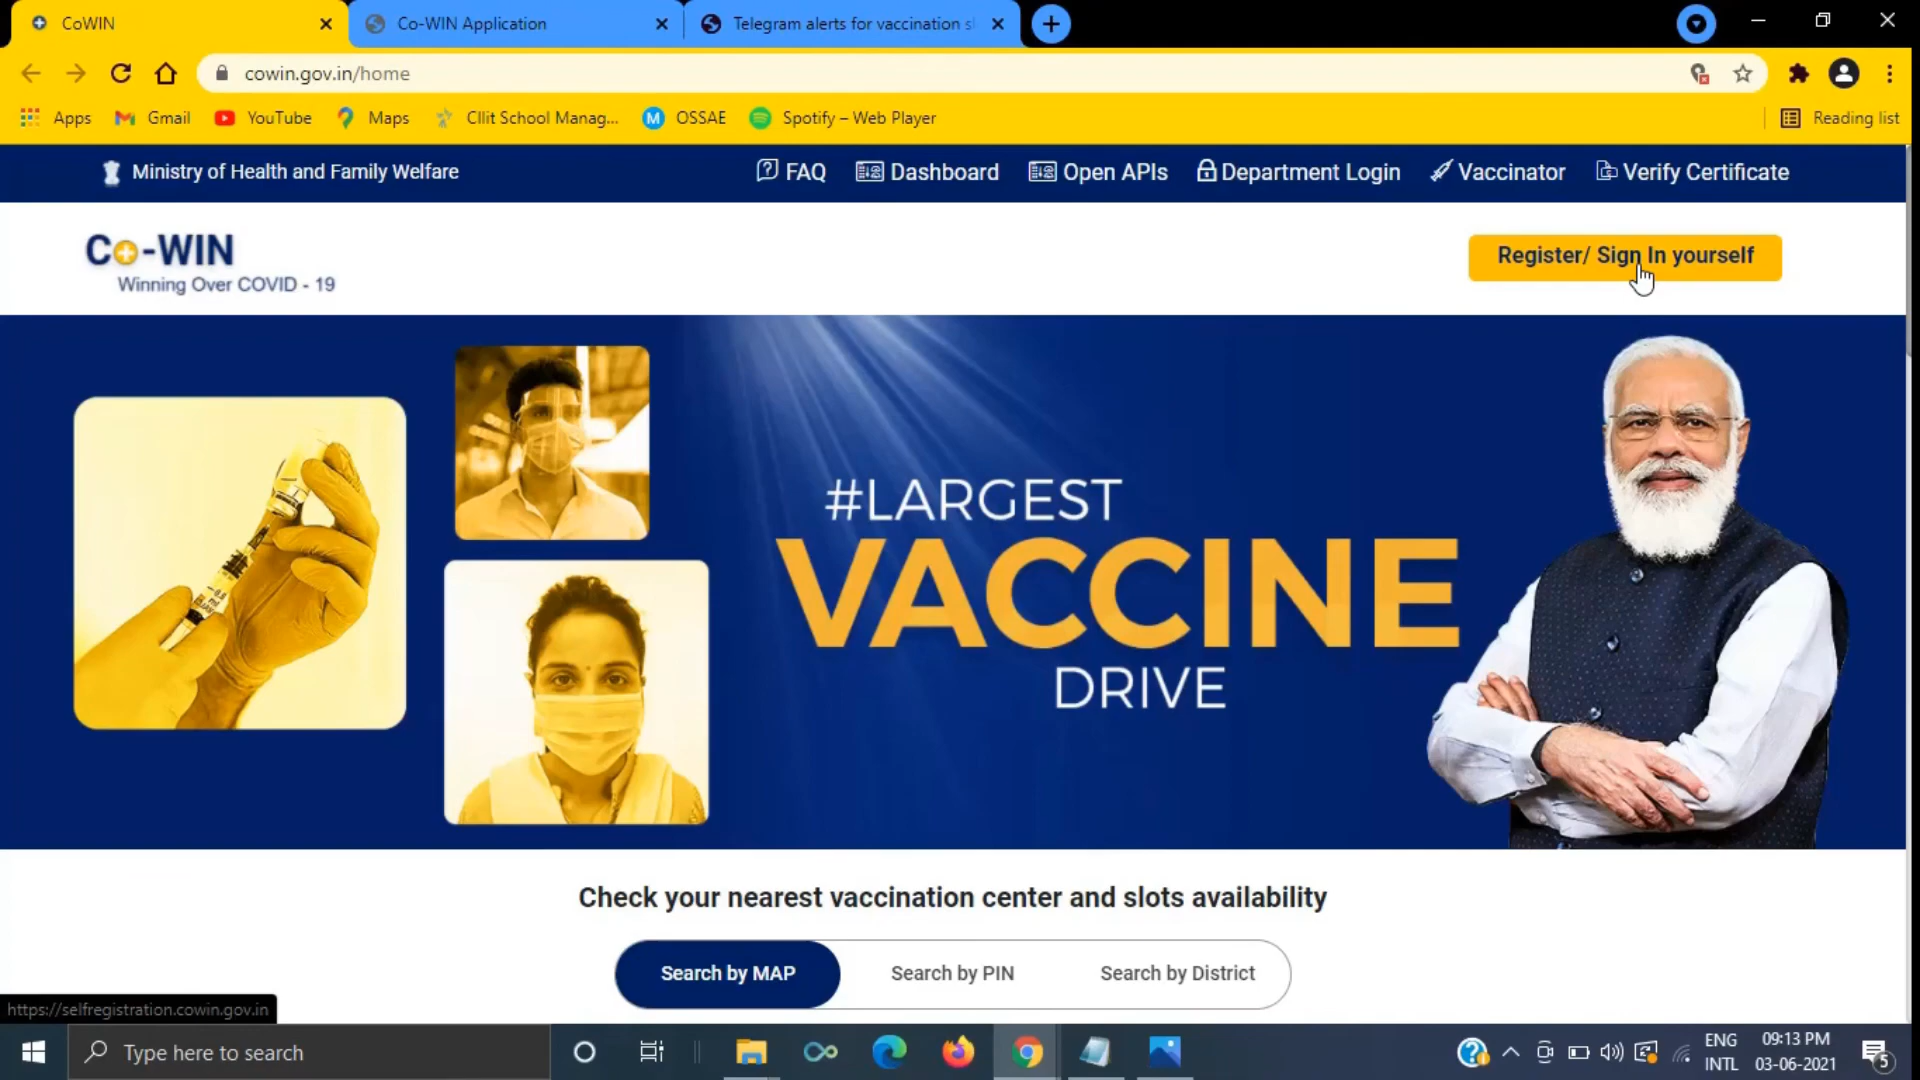 CoWIN
Co-WIN Application
Telegram alerts for vaccination sl
cowin.gov.in/home
Apps
Gmail
YouTube
Maps
Cllit School Manag...
OSSAE
Spotify – Web Player
Reading list
Ministry of Health and Family Welfare
FAQ
Dashboard
Open APIs
Department Login
Vaccinator
Verify Certificate
Co-WIN
Winning Over COVID - 19
Register/ Sign In yourself
#LARGEST
VACCINE
DRIVE
Check your nearest vaccination center and slots availability
Search by MAP
Search by PIN
Search by District
https://selfregistration.cowin.gov.in
Type here to search
ENG
INTL
09:13 PM
03-06-2021
5